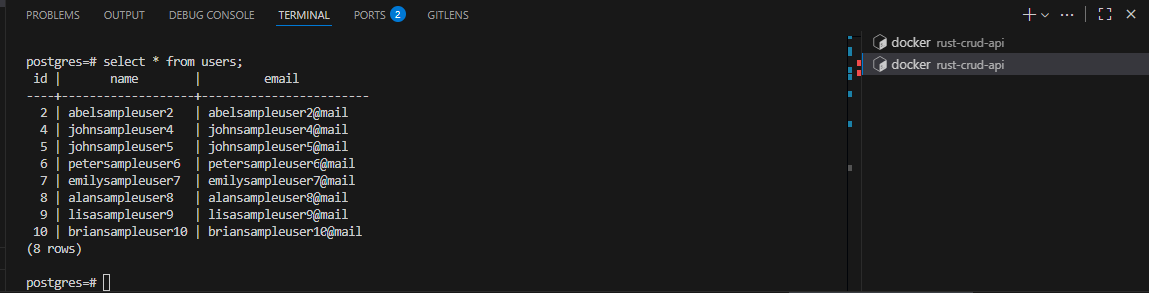 PROBLEMS OUTPUT DEBUG CONSOLE TERMINAL PORTS 2 GITLENS
postgres=# select * from users;
 id |       name        |         email
----+-------------------+------------------------
  2 | abelsampleuser2   | abelsampleuser2@mail
  4 | johnsampleuser4   | johnsampleuser4@mail
  5 | johnsampleuser5   | johnsampleuser5@mail
  6 | petersampleuser6  | petersampleuser6@mail
  7 | emilysampleuser7  | emilysampleuser7@mail
  8 | alansampleuser8   | alansampleuser8@mail
  9 | lisasampleuser9   | lisasampleuser9@mail
 10 | briansampleuser10 | briansampleuser10@mail
(8 rows)
postgres=#
docker rust-crud-api
docker rust-crud-api